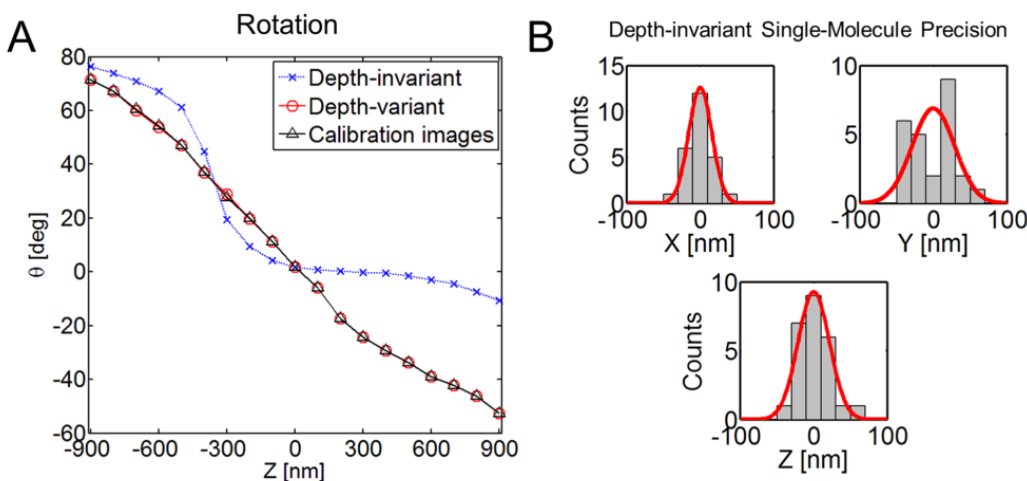 A
Rotation
80
60
40
20
0
-20
-40
-60
θ [deg]
-900 -600 -300 0 300 600 900
Z [nm]
Depth-invariant
Depth-variant
Calibration images
B
Depth-invariant Single-Molecule Precision
15
10
5
0
Counts
-100 0 100
X [nm]
10
5
0
-100 0 100
Y [nm]
10
5
0
Counts
-100 0 100
Z [nm]